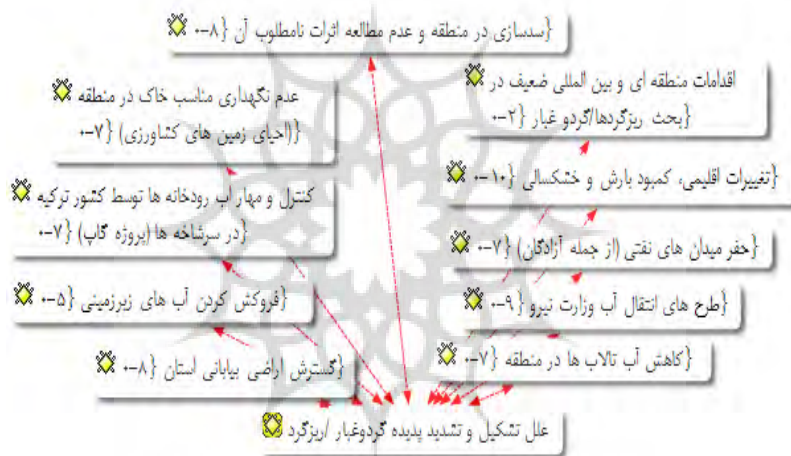 سدسازی در منطقه و عدم مطالعه اثرات نامطلوب آن {۸-۰}
اقدامات منطقه ای و بین المللی ضعیف در
بحث ریزگردها/گردو غبار {۲-۰}
عدم نگهداری مناسب خاک در منطقه
(احیای زمین های کشاورزی) {۷-۰}
تغییرات اقلیمی، کمبود بارش و خشکسالی {۱۰-۰}
کنترل و مهار آب رودخانه ها توسط کشور ترکیه
در سرشاخه ها (پروژه گاپ) {۷-۰}
حفر میدان های نفتی (از جمله آزادگان) {۷-۰}
فروکش کردن آب های زیرزمینی {۵-۰}
طرح های انتقال آب وزارت نیرو {۹-۰}
گسترش اراضی بیابانی استان {۸-۰}
کاهش آب تالاب ها در منطقه {۷-۰}
علل تشکیل و تشدید پدیده گردوغبار /ریزگرد